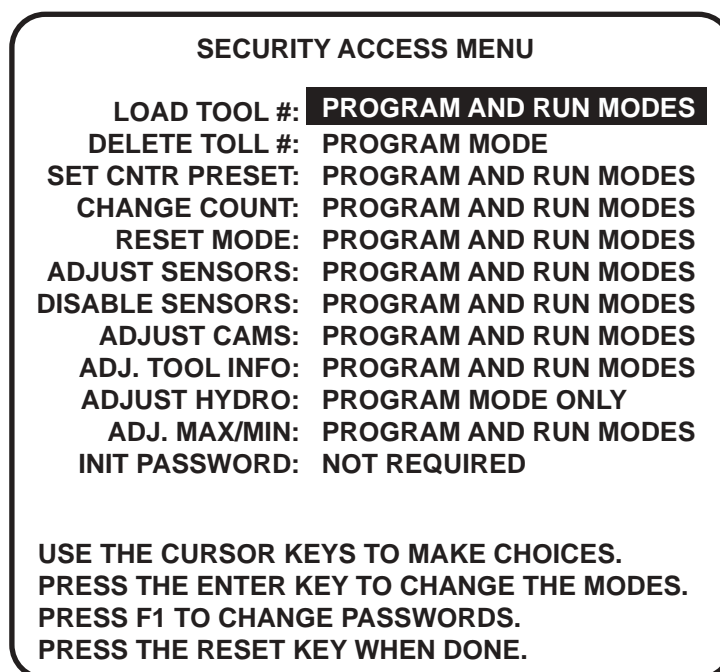 SECURITY ACCESS MENU
LOAD TOOL #: PROGRAM AND RUN MODES
DELETE TOLL #: PROGRAM MODE
SET CNTR PRESET: PROGRAM AND RUN MODES
CHANGE COUNT: PROGRAM AND RUN MODES
RESET MODE: PROGRAM AND RUN MODES
ADJUST SENSORS: PROGRAM AND RUN MODES
DISABLE SENSORS: PROGRAM AND RUN MODES
ADJUST CAMS: PROGRAM AND RUN MODES
ADJ. TOOL INFO: PROGRAM AND RUN MODES
ADJUST HYDRO: PROGRAM MODE ONLY
ADJ. MAX/MIN: PROGRAM AND RUN MODES
INIT PASSWORD: NOT REQUIRED
USE THE CURSOR KEYS TO MAKE CHOICES.
PRESS THE ENTER KEY TO CHANGE THE MODES.
PRESS F1 TO CHANGE PASSWORDS.
PRESS THE RESET KEY WHEN DONE.